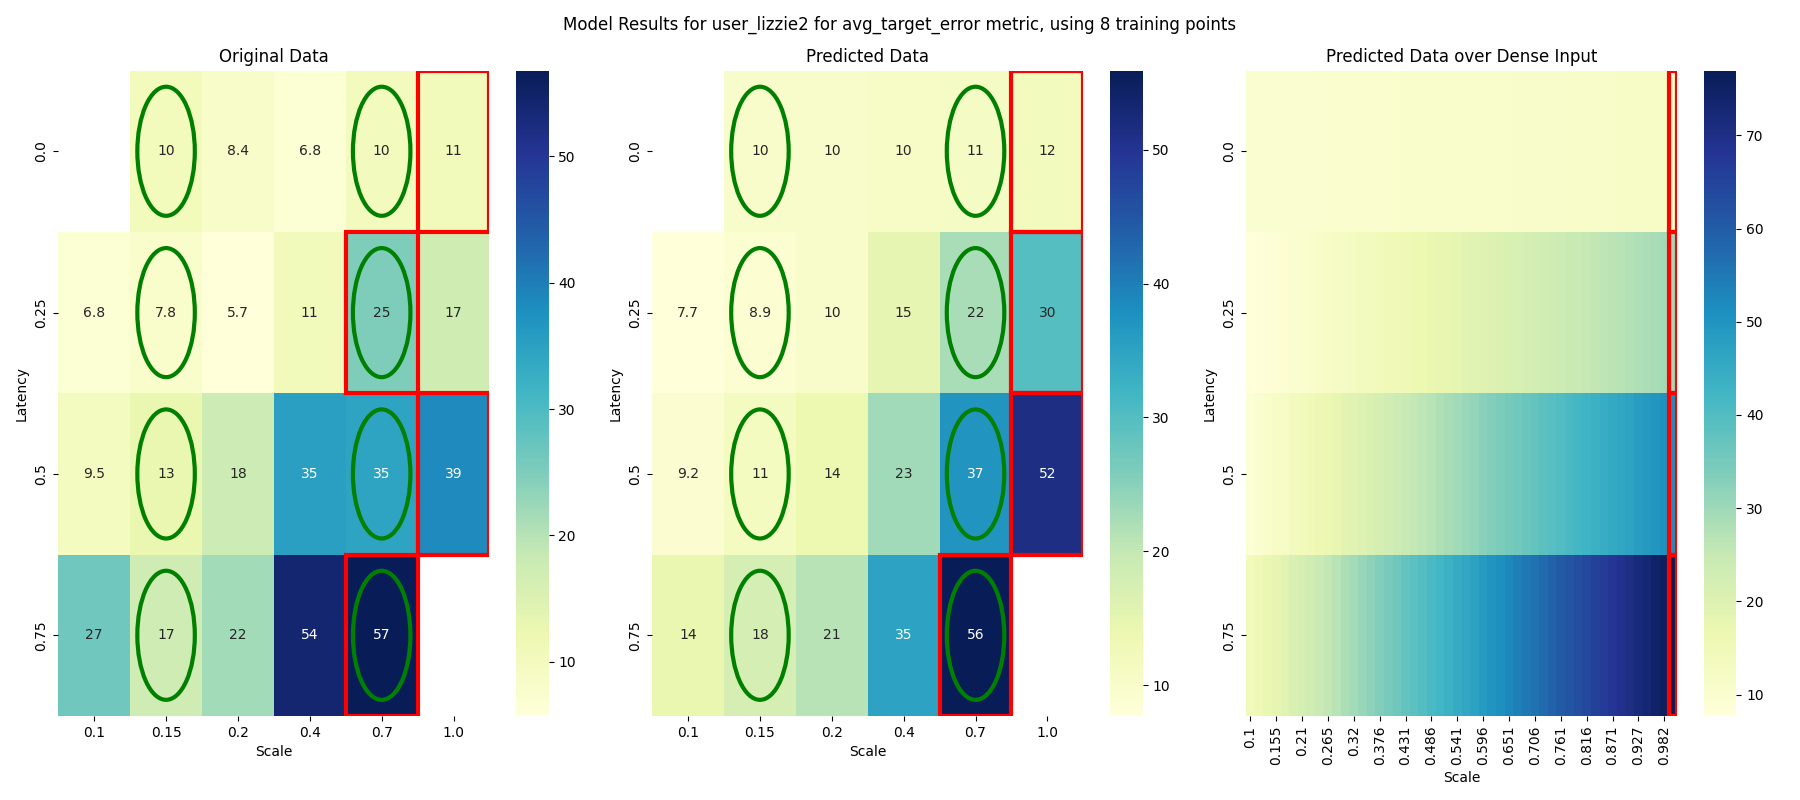 Model Results for user_lizzie2 for avg_target_error metric, using 8 training points
Original Data
Latency
0.0 10 8.4 6.8 10 11
0.25 6.8 7.8 5.7 11 25 17
0.5 9.5 13 18 35 35 39
0.75 27 17 22 54 57
0.1 0.15 0.2 0.4 0.7 1.0
Scale
50
40
30
20
10
Predicted Data
Latency
0.0 10 10 10 11 12
0.25 7.7 8.9 10 15 22 30
0.5 9.2 11 14 23 37 52
0.75 14 18 21 35 56
0.1 0.15 0.2 0.4 0.7 1.0
Scale
50
40
30
20
10
Predicted Data over Dense Input
Latency
0.0
0.25
0.5
0.75
0.1 0.155 0.21 0.265 0.32 0.376 0.431 0.486 0.541 0.596 0.651 0.706 0.761 0.816 0.871 0.927 0.982
Scale
70
60
50
40
30
20
10